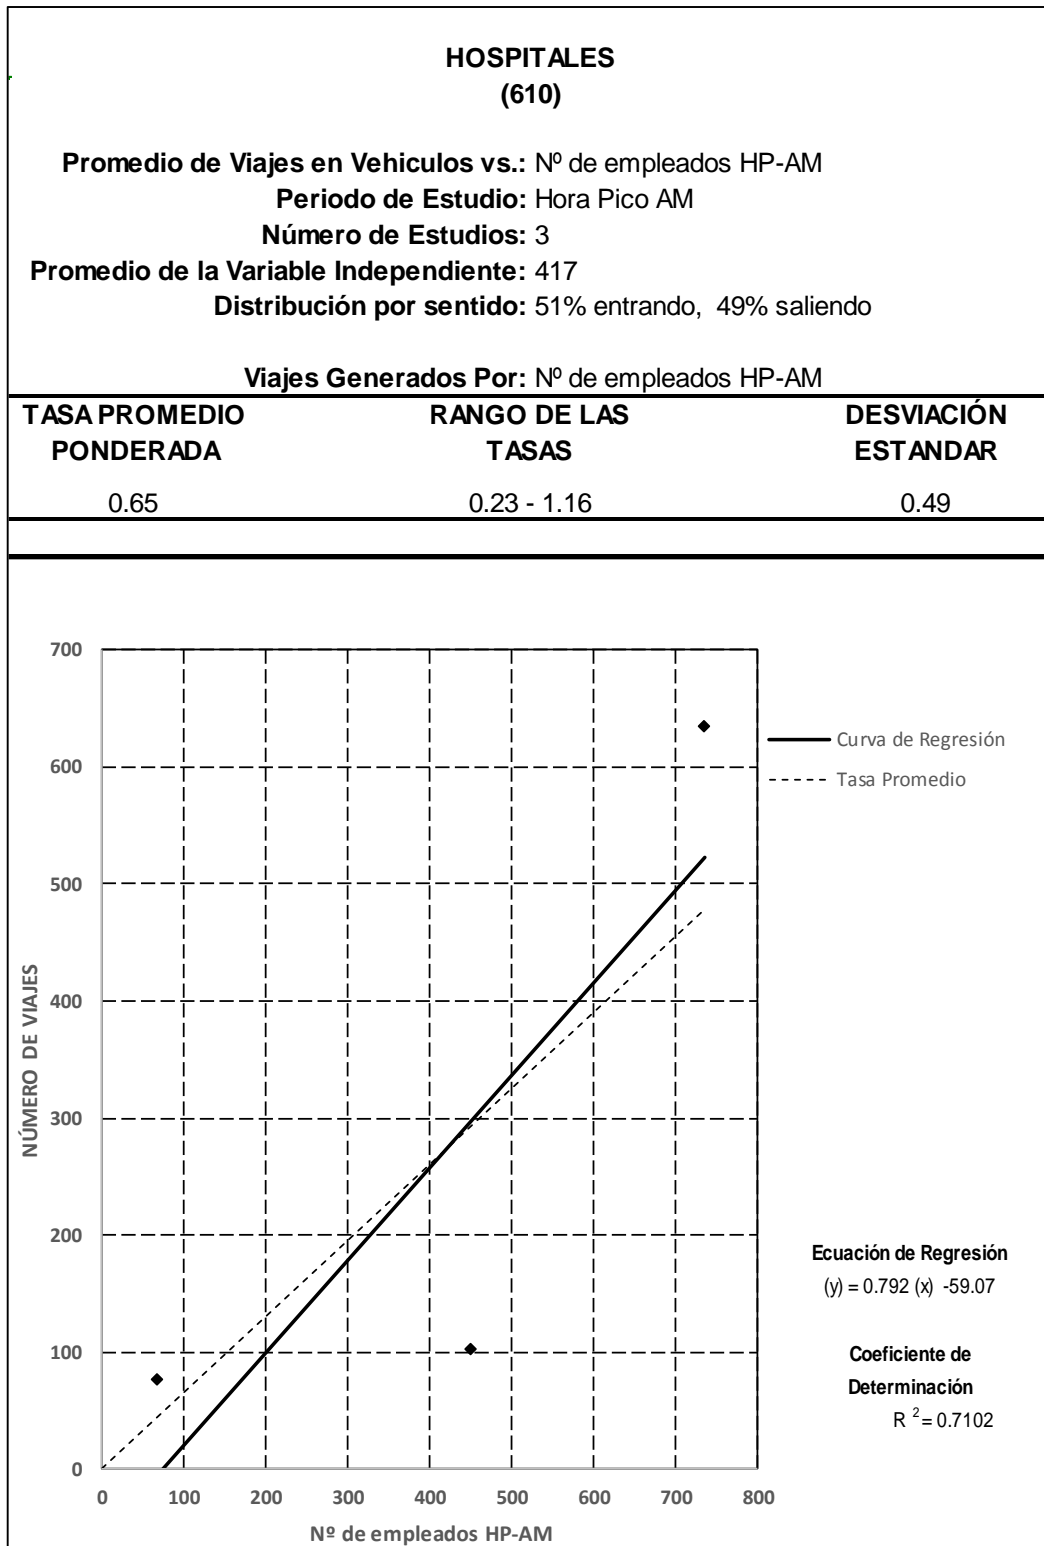 HOSPITALES
(610)
Promedio de Viajes en Vehiculos vs.: Nº de empleados HP-AM
Periodo de Estudio: Hora Pico AM
Número de Estudios: 3
Promedio de la Variable Independiente: 417
Distribución por sentido: 51% entrando, 49% saliendo
Viajes Generados Por: Nº de empleados HP-AM
TASA PROMEDIO PONDERADA
RANGO DE LAS TASAS
DESVIACIÓN ESTANDAR
0.65
0.23 - 1.16
0.49
700
600
500
400
300
200
100
0
NÚMERO DE VIAJES
0 100 200 300 400 500 600 700 800
Nº de empleados HP-AM
Curva de Regresión
Tasa Promedio
Ecuación de Regresión
(y) = 0.792 (x) -59.07
Coeficiente de
Determinación
R ² = 0.7102